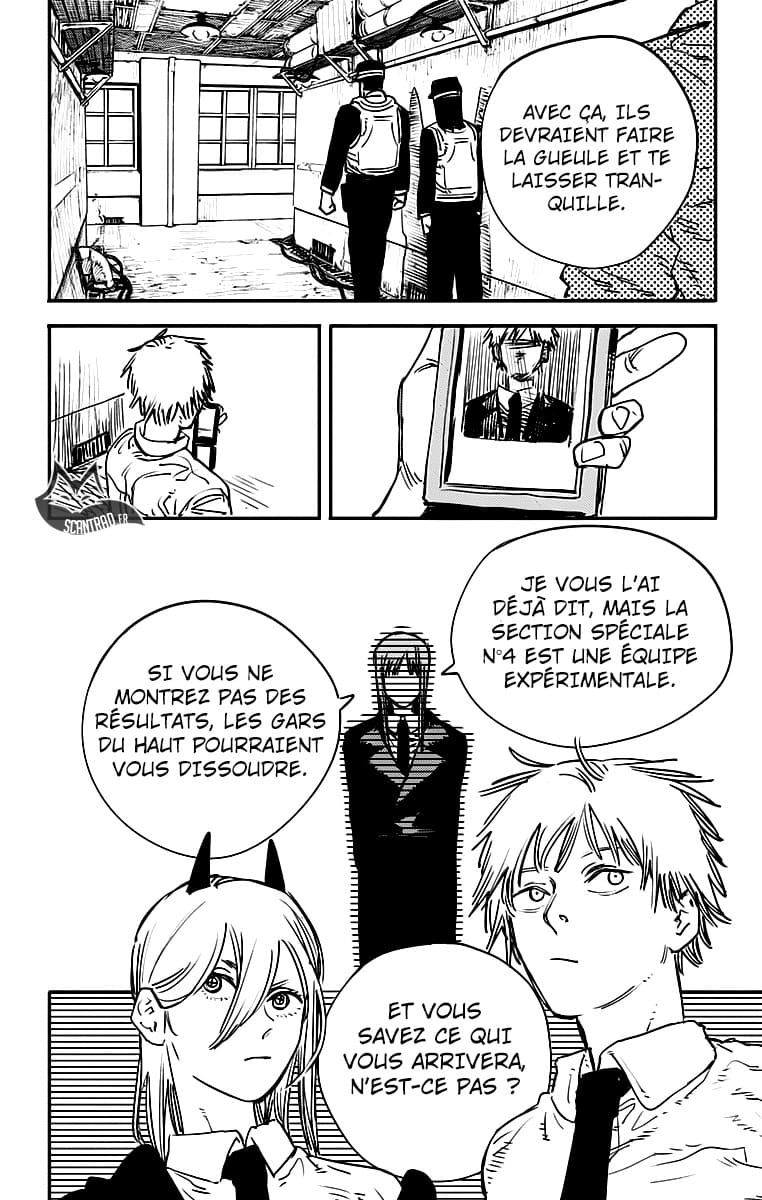 AVEC ÇA, ILS
DEVRAIENT FAIRE
LA GUEULE ET TE
LAISSER TRAN-
QUILLE.
SCANTRAD.FR
JE VOUS L'AI
DÉJÀ DIT, MAIS LA
SECTION SPÉCIALE
N°4 EST UNE ÉQUIPE
EXPÉRIMENTALE.
SI VOUS NE
MONTREZ PAS DES
RÉSULTATS, LES GARS
DU HAUT POURRAIENT
VOUS DISSOUDRE.
ET VOUS
SAVEZ CE QUI
VOUS ARRIVERA,
N'EST-CE PAS ?